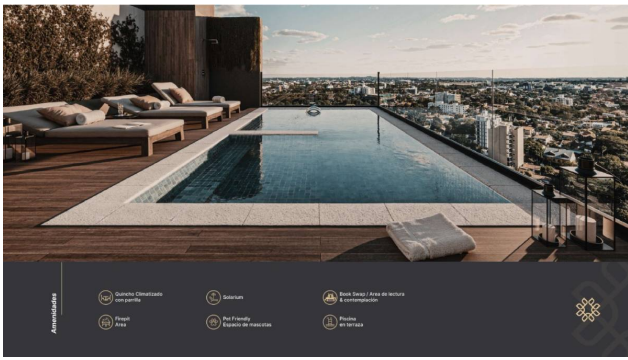 Amenidades
Quincho Climatizado
con parrilla
Solarium
Book Swap / Area de lectura
& contemplación
Firepit
Area
Pet Friendly
Espacio de mascotas
Piscina
en terraza